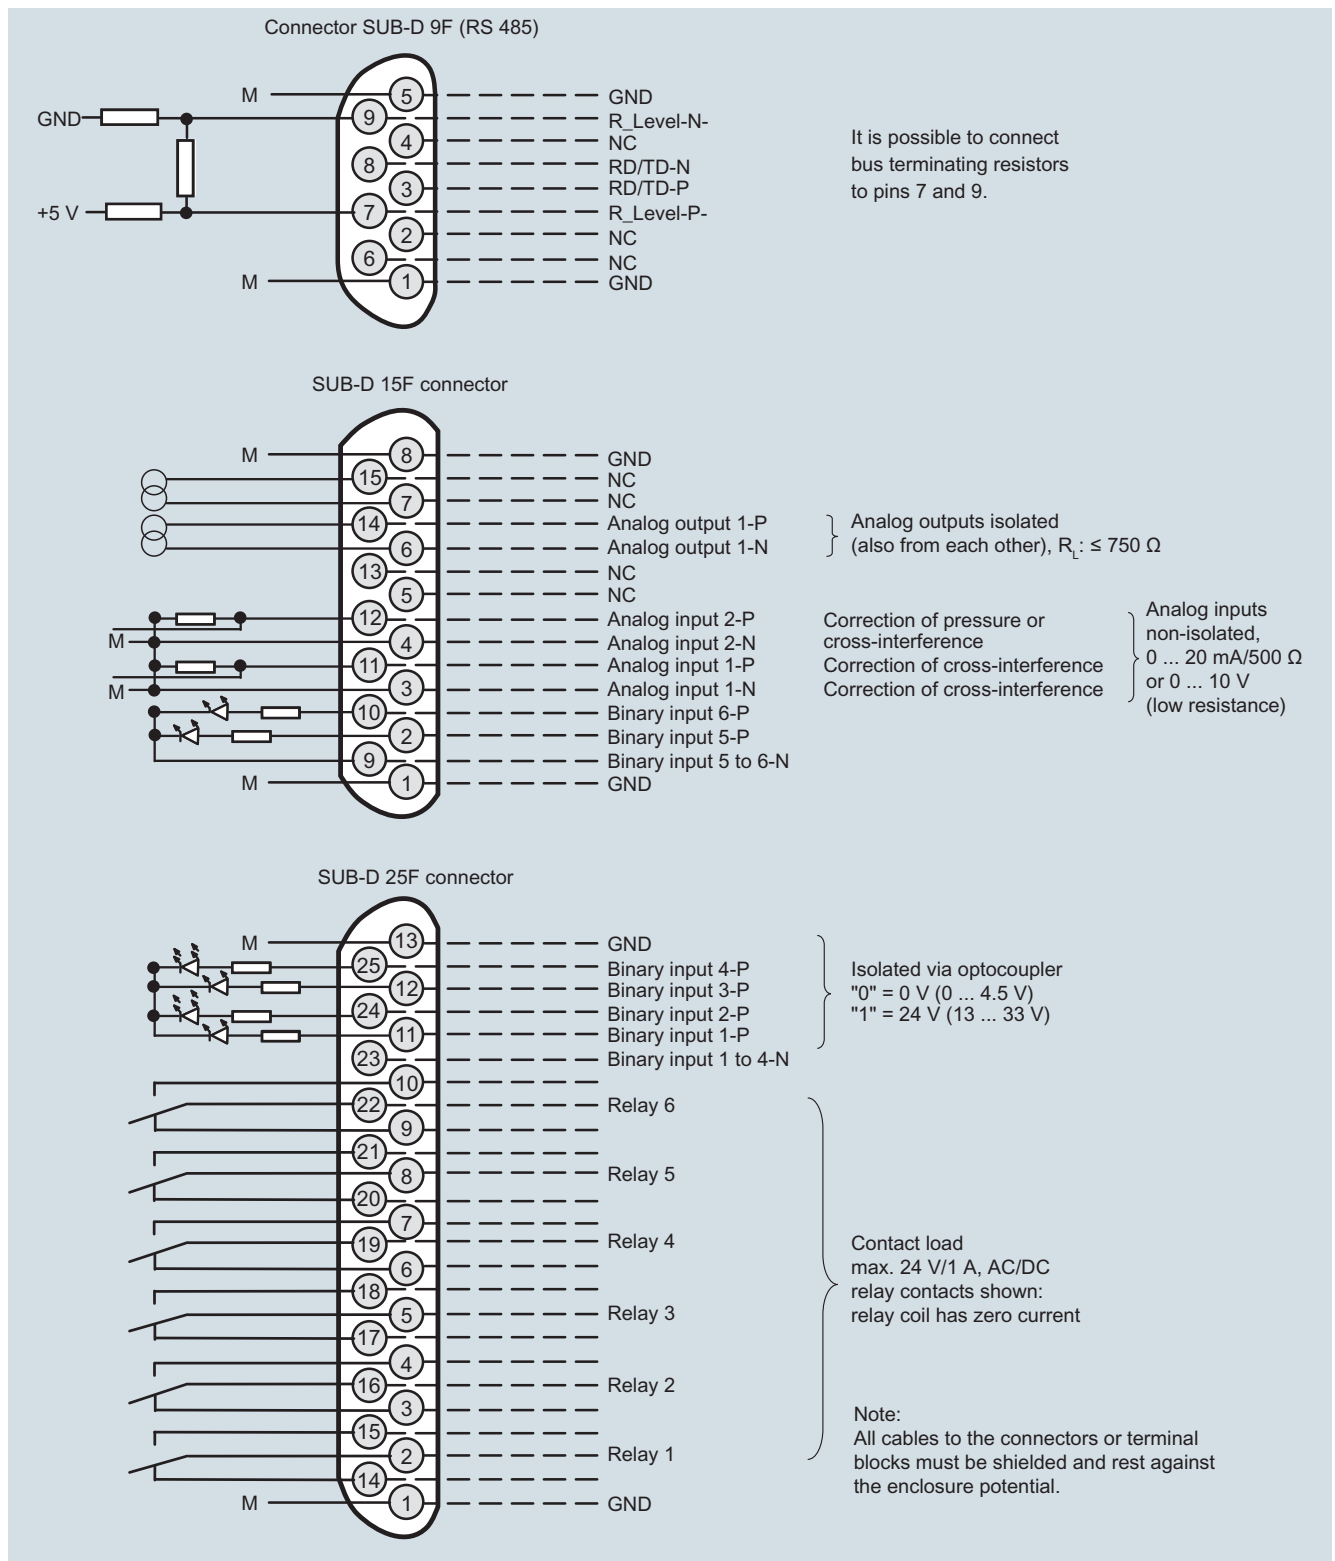 Connector SUB-D 9F (RS 485)
M 5 GND
GND 9 R_Level-N-
4 NC
8 RD/TD-N
3 RD/TD-P
+5 V 7 R_Level-P-
2 NC
6 NC
M 1 GND
It is possible to connect
bus terminating resistors
to pins 7 and 9.
SUB-D 15F connector
M 8 GND
15 NC
7 NC
14 Analog output 1-P
6 Analog output 1-N
Analog outputs isolated
(also from each other), RL: ≤ 750 Ω
13 NC
5 NC
12 Analog input 2-P Correction of pressure or
M 4 Analog input 2-N cross-interference
11 Analog input 1-P Correction of cross-interference
M 3 Analog input 1-N Correction of cross-interference
Analog inputs
non-isolated,
0 ... 20 mA/500 Ω
or 0 ... 10 V
(low resistance)
10 Binary input 6-P
2 Binary input 5-P
9 Binary input 5 to 6-N
M 1 GND
SUB-D 25F connector
M 13 GND
25 Binary input 4-P
12 Binary input 3-P
24 Binary input 2-P
11 Binary input 1-P
23 Binary input 1 to 4-N
Isolated via optocoupler
"0" = 0 V (0 ... 4.5 V)
"1" = 24 V (13 ... 33 V)
10
22 Relay 6
9
21
8 Relay 5
20
7
19 Relay 4
6
18
5 Relay 3
17
4
16 Relay 2
3
15
2 Relay 1
14
M 1 GND
Contact load
max. 24 V/1 A, AC/DC
relay contacts shown:
relay coil has zero current
Note:
All cables to the connectors or terminal
blocks must be shielded and rest against
the enclosure potential.